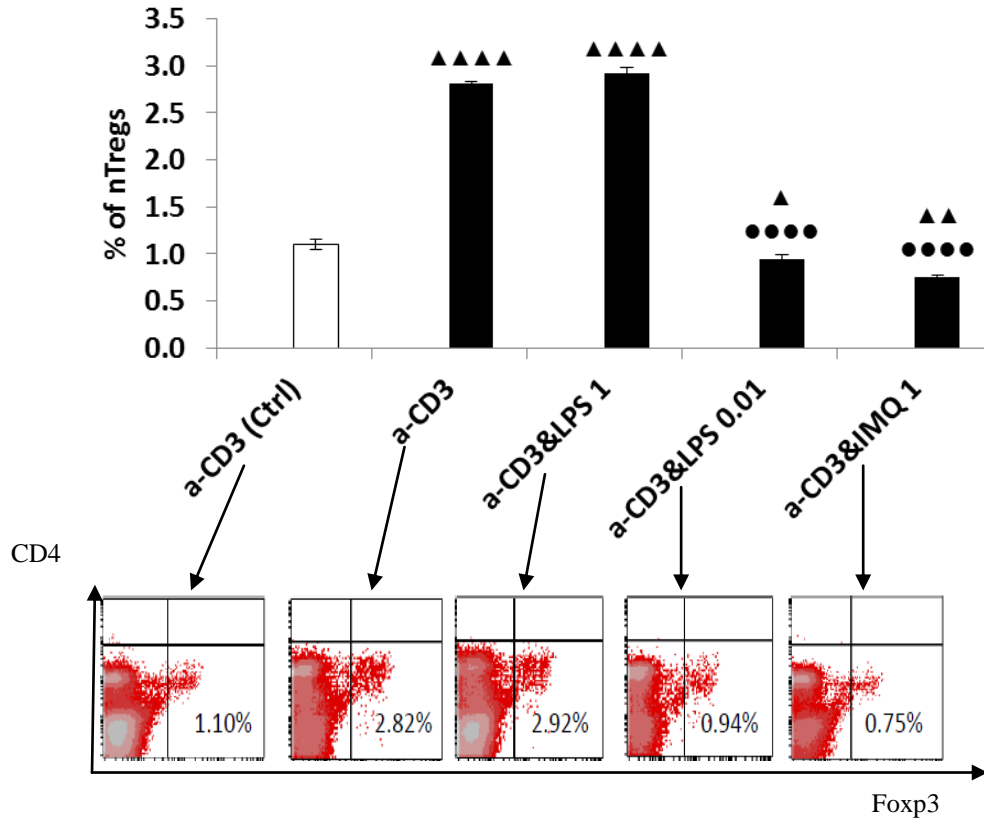 3.5
3.0
2.5
2.0
1.5
1.0
0.5
0.0
% of nTregs
▲▲▲▲
▲▲▲▲
▲
●●●●
▲▲
●●●●
a-CD3 (Ctrl)
a-CD3
a-CD3&LPS 1
a-CD3&LPS 0.01
a-CD3&IMQ 1
CD4
1.10%
2.82%
2.92%
0.94%
0.75%
Foxp3